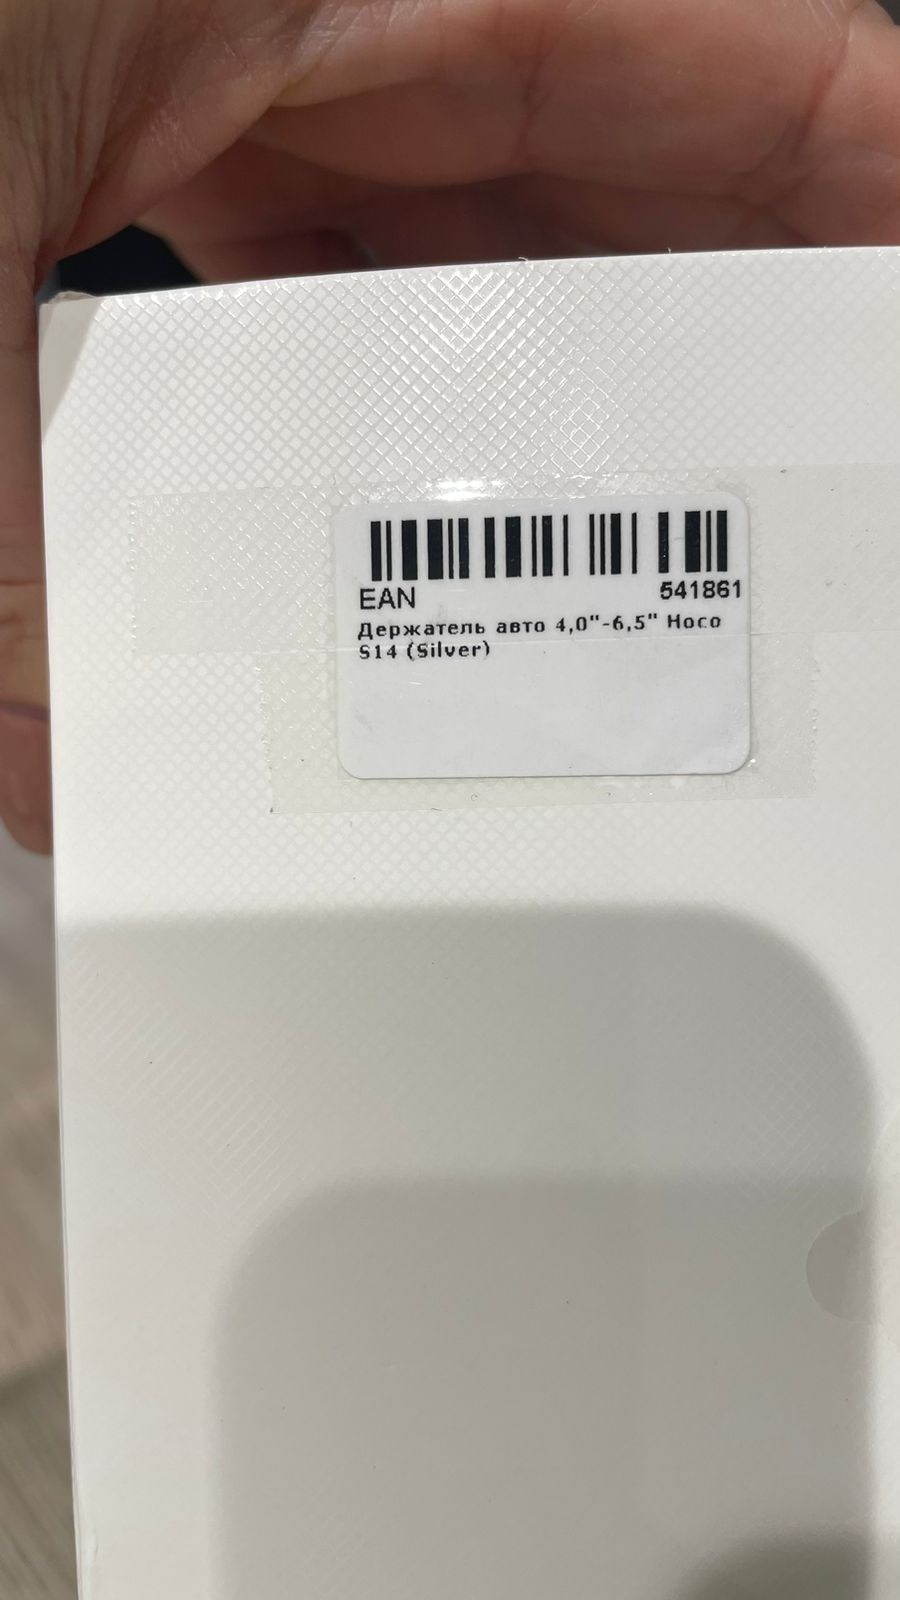 EAN 541861
Держатель авто 4,0"-6,5" Hoco
S14 (Silver)